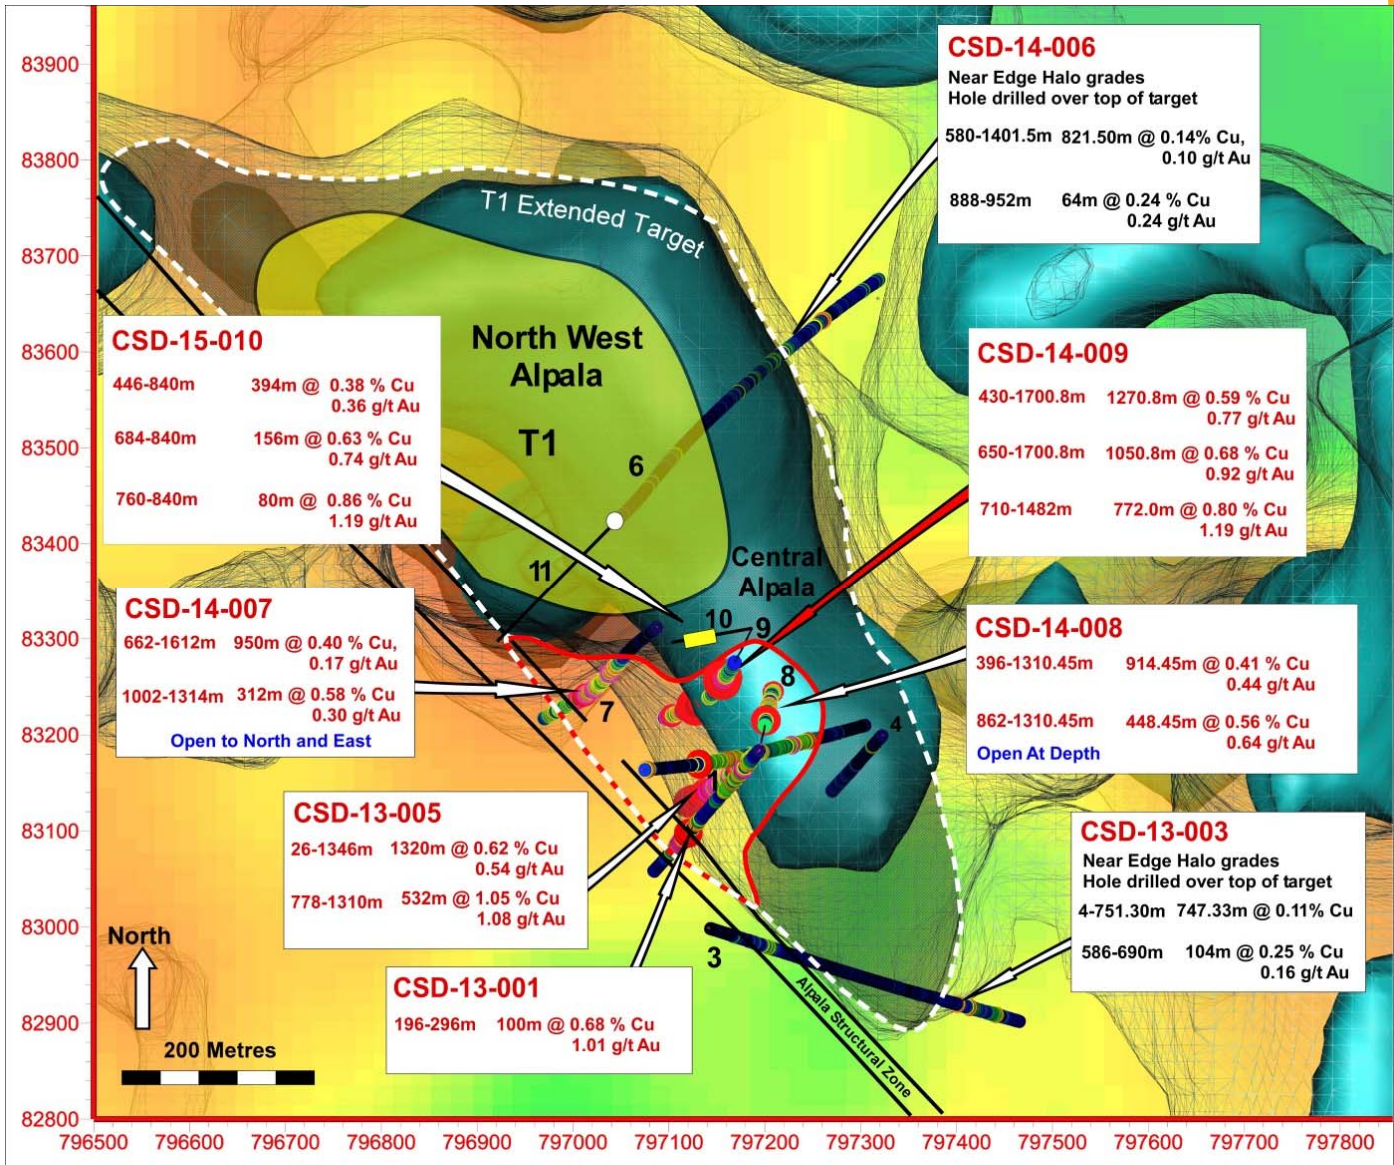 CSD-14-006
Near Edge Halo grades
Hole drilled over top of target
580-1401.5m 821.50m @ 0.14% Cu,
0.10 g/t Au
888-952m 64m @ 0.24 % Cu
0.24 g/t Au
T1 Extended Target
North West
Alpala
T1
6
11
CSD-15-010
446-840m 394m @ 0.38 % Cu
0.36 g/t Au
684-840m 156m @ 0.63 % Cu
0.74 g/t Au
760-840m 80m @ 0.86 % Cu
1.19 g/t Au
CSD-14-009
430-1700.8m 1270.8m @ 0.59 % Cu
0.77 g/t Au
650-1700.8m 1050.8m @ 0.68 % Cu
0.92 g/t Au
710-1482m 772.0m @ 0.80 % Cu
1.19 g/t Au
Central
Alpala
10
9
8
7
4
1
CSD-14-007
662-1612m 950m @ 0.40 % Cu,
0.17 g/t Au
1002-1314m 312m @ 0.58 % Cu
0.30 g/t Au
Open to North and East
CSD-14-008
396-1310.45m 914.45m @ 0.41 % Cu
0.44 g/t Au
862-1310.45m 448.45m @ 0.56 % Cu
0.64 g/t Au
Open At Depth
CSD-13-005
26-1346m 1320m @ 0.62 % Cu
0.54 g/t Au
778-1310m 532m @ 1.05 % Cu
1.08 g/t Au
CSD-13-003
Near Edge Halo grades
Hole drilled over top of target
4-751.30m 747.33m @ 0.11% Cu
586-690m 104m @ 0.25 % Cu
0.16 g/t Au
3
CSD-13-001
196-296m 100m @ 0.68 % Cu
1.01 g/t Au
Alpala Structural Zone
North
200 Metres
83900
83800
83700
83600
83500
83400
83300
83200
83100
83000
82900
82800
796500 796600 796700 796800 796900 797000 797100 797200 797300 797400 797500 797600 797700 797800